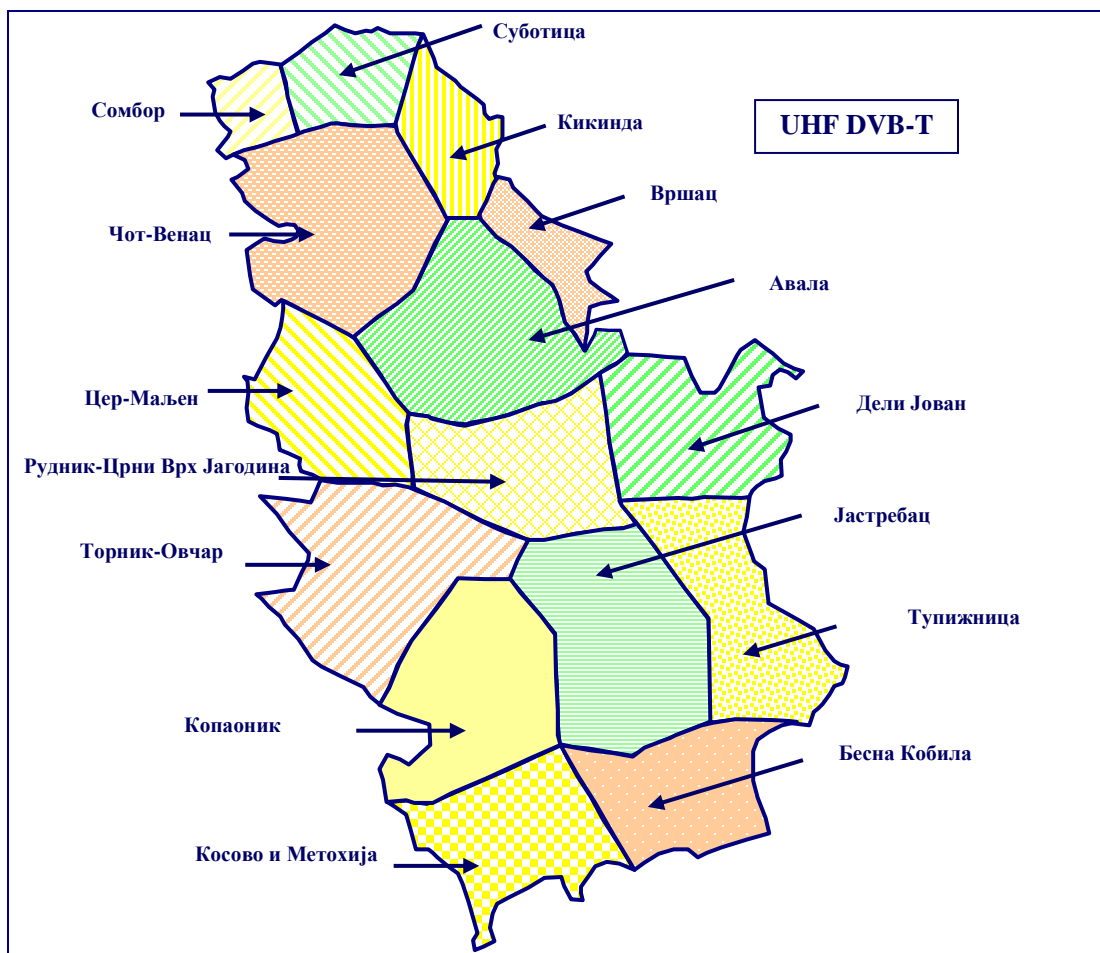 Суботица
Сомбор
UHF DVB-T
Кикинда
Вршац
Чот-Венац
Авала
Цер-Маљен
Дели Јован
Рудник-Црни Врх Јагодина
Јастребац
Торник-Овчар
Тупижница
Копаоник
Бесна Кобила
Косово и Метохија